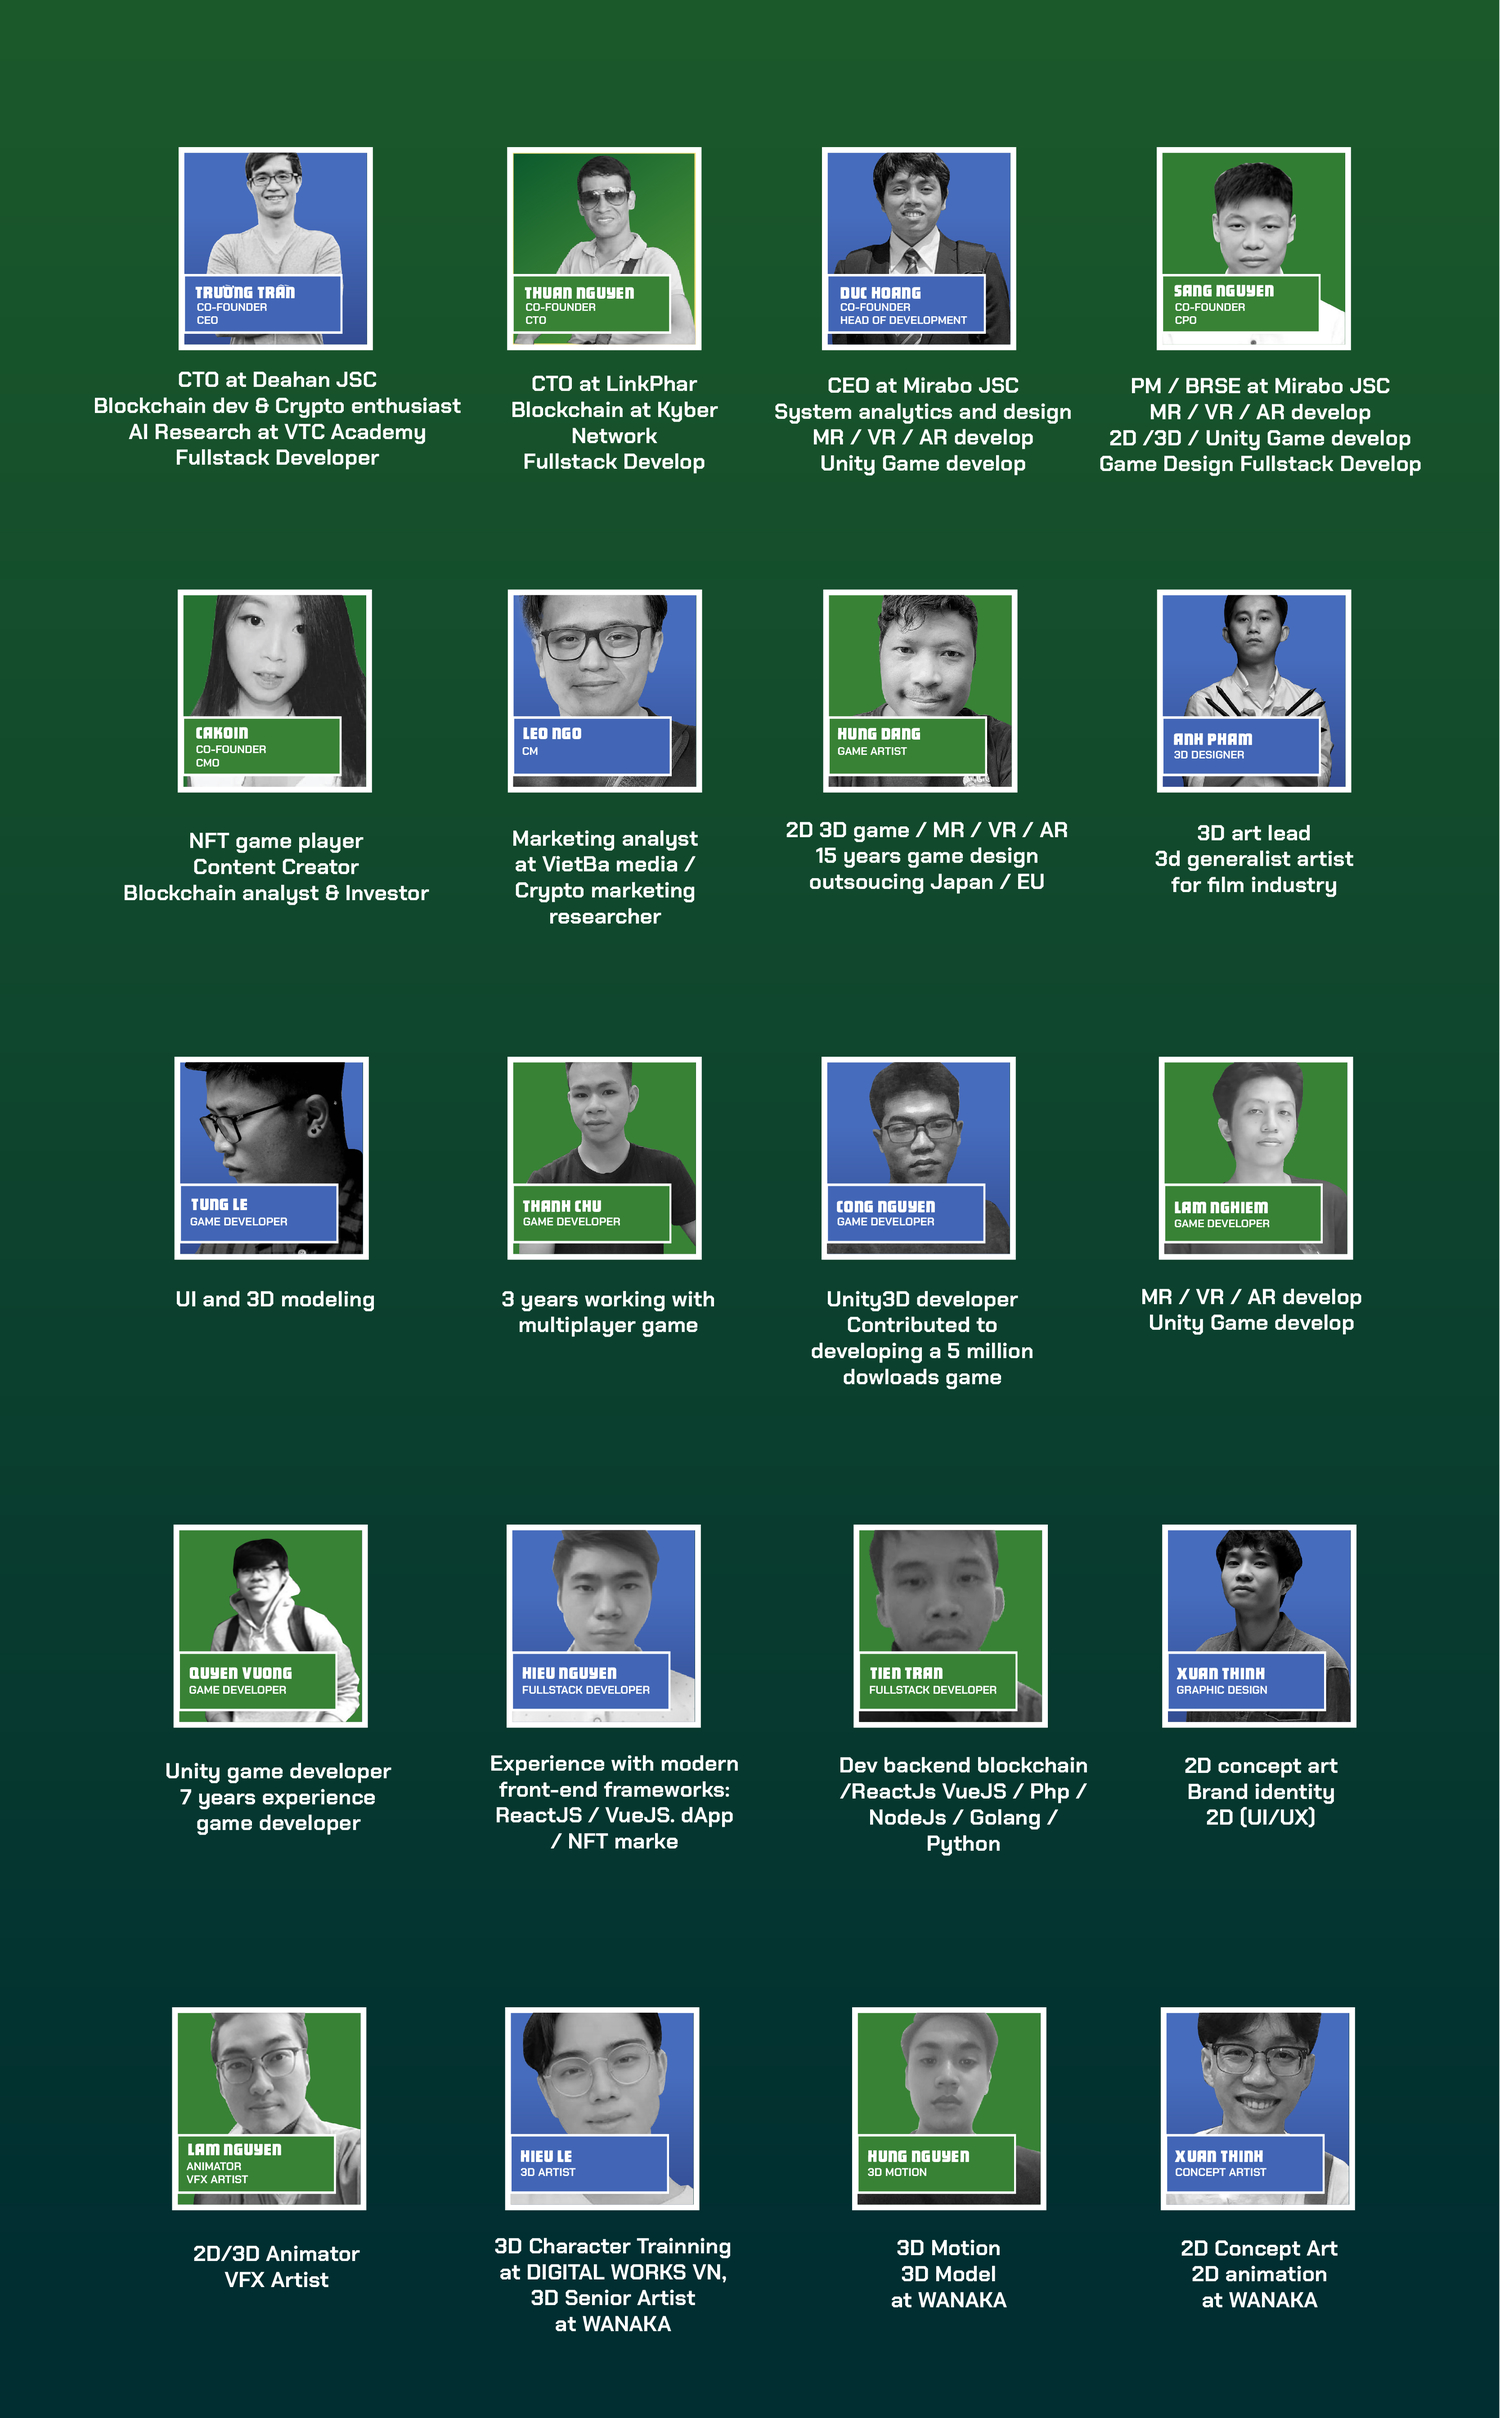 TRƯỜNG TRẦN
CO-FOUNDER
CEO
CTO at Deahan JSC
Blockchain dev & Crypto enthusiast
AI Research at VTC Academy
Fullstack Developer
THUAN NGUYEN
CO-FOUNDER
CTO
CTO at LinkPhar
Blockchain at Kyber
Network
Fullstack Develop
DUC HOANG
CO-FOUNDER
HEAD OF DEVELOPMENT
CEO at Mirabo JSC
System analytics and design
MR / VR / AR develop
Unity Game develop
SANG NGUYEN
CO-FOUNDER
CPO
PM / BRSE at Mirabo JSC
MR / VR / AR develop
2D /3D / Unity Game develop
Game Design Fullstack Develop
CAKOIN
CO-FOUNDER
CMO
NFT game player
Content Creator
Blockchain analyst & Investor
LEO NGO
CM
Marketing analyst
at VietBa media /
Crypto marketing
researcher
HUNG DANG
GAME ARTIST
2D 3D game / MR / VR / AR
15 years game design
outsoucing Japan / EU
ANH PHAM
3D DESIGNER
3D art lead
3d generalist artist
for film industry
TUNG LE
GAME DEVELOPER
UI and 3D modeling
THANH CHU
GAME DEVELOPER
3 years working with
multiplayer game
CONG NGUYEN
GAME DEVELOPER
Unity3D developer
Contributed to
developing a 5 million
dowloads game
LAM NGHIEM
GAME DEVELOPER
MR / VR / AR develop
Unity Game develop
QUYEN VUONG
GAME DEVELOPER
Unity game developer
7 years experience
game developer
HIEU NGUYEN
FULLSTACK DEVELOPER
Experience with modern
front-end frameworks:
ReactJS / VueJS. dApp
/ NFT marke
TIEN TRAN
FULLSTACK DEVELOPER
Dev backend blockchain
/ReactJs VueJS / Php /
NodeJs / Golang /
Python
XUAN THINH
GRAPHIC DESIGN
2D concept art
Brand identity
2D (UI/UX)
LAM NGUYEN
ANIMATOR
VFX ARTIST
2D/3D Animator
VFX Artist
HIEU LE
3D ARTIST
3D Character Trainning
at DIGITAL WORKS VN,
3D Senior Artist
at WANAKA
HUNG NGUYEN
3D MOTION
3D Motion
3D Model
at WANAKA
XUAN THINH
CONCEPT ARTIST
2D Concept Art
2D animation
at WANAKA